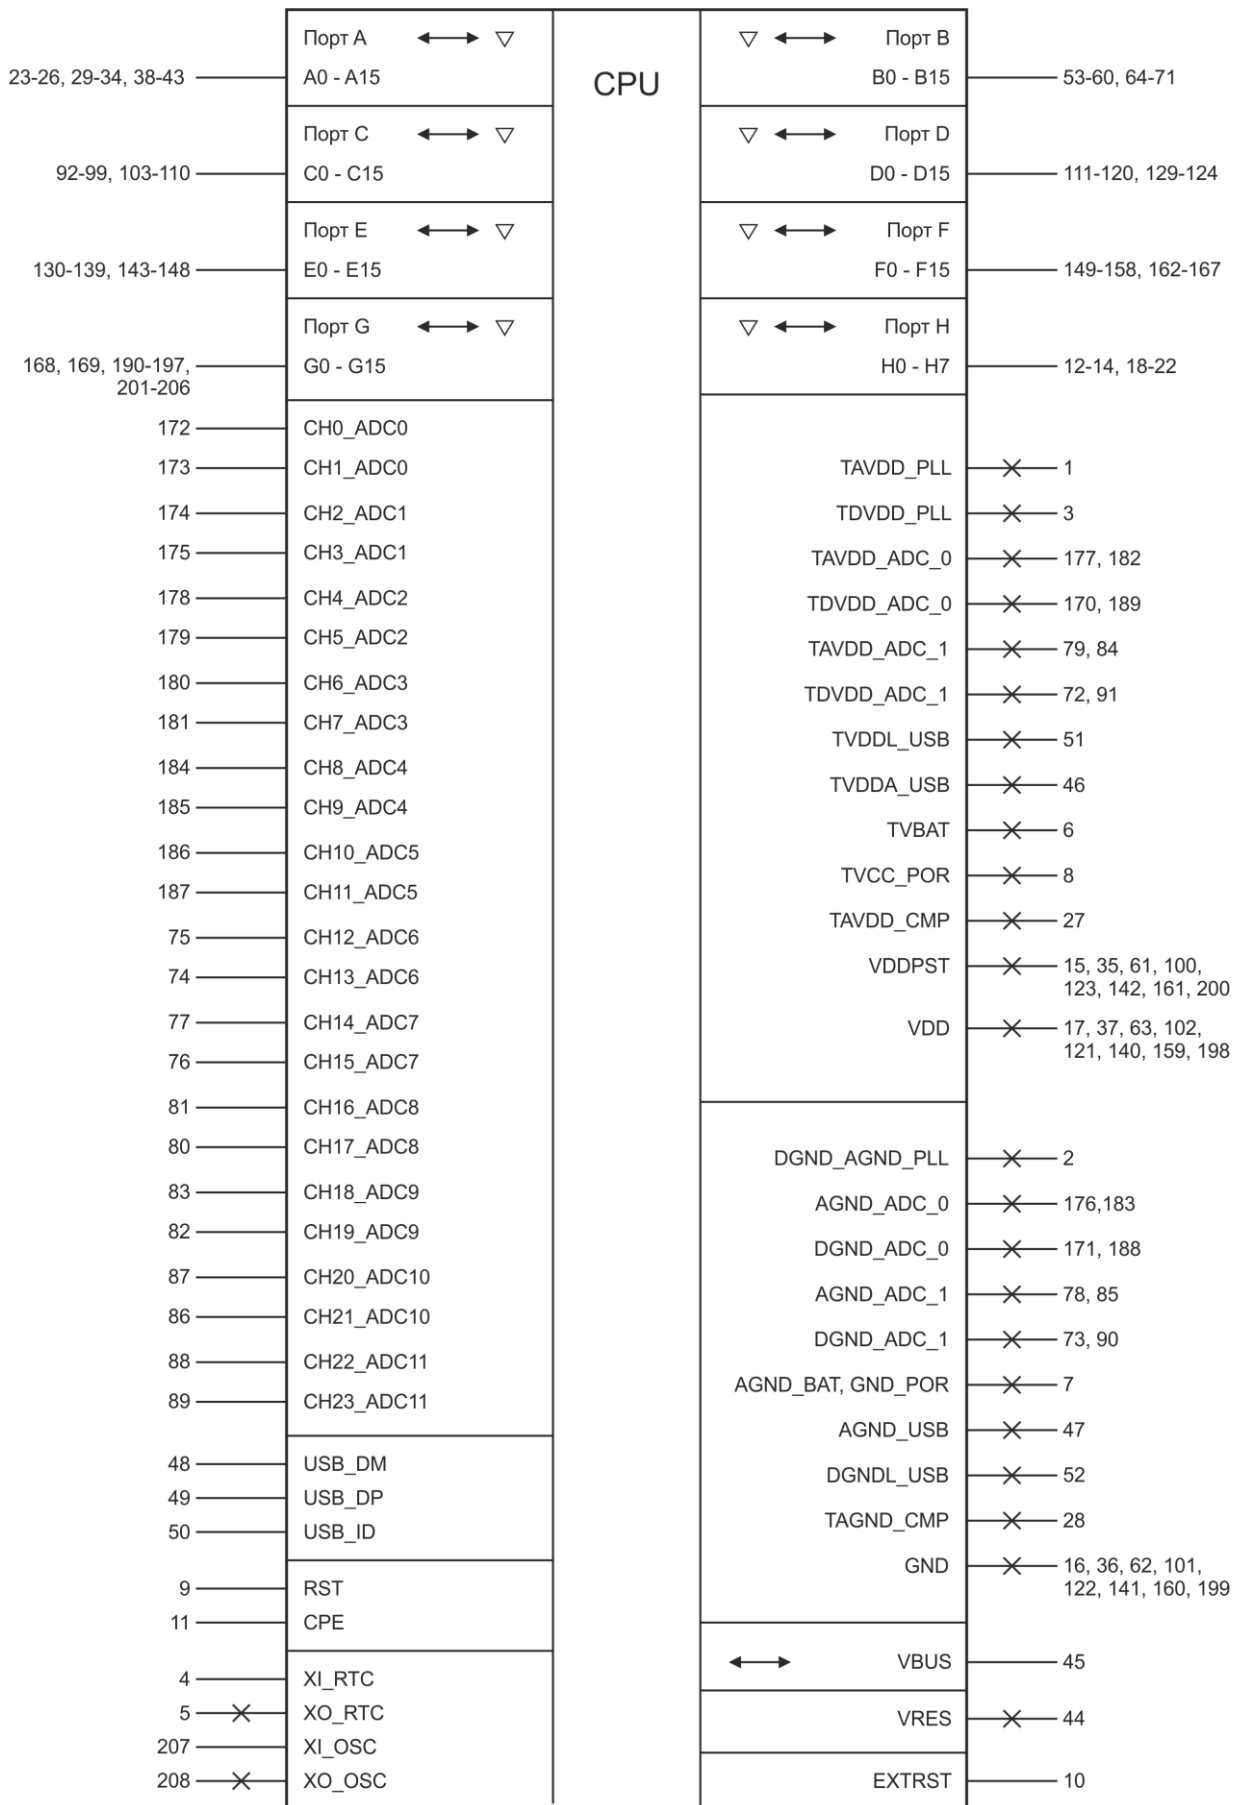 Порт A
23-26, 29-34, 38-43 A0 - A15
CPU
Порт B
B0 - B15 53-60, 64-71
Порт C
92-99, 103-110 C0 - C15
Порт D
D0 - D15 111-120, 129-124
Порт E
130-139, 143-148 E0 - E15
Порт F
F0 - F15 149-158, 162-167
Порт G
168, 169, 190-197, G0 - G15
201-206
Порт H
H0 - H7 12-14, 18-22
172 CH0_ADC0
173 CH1_ADC0
174 CH2_ADC1
175 CH3_ADC1
178 CH4_ADC2
179 CH5_ADC2
180 CH6_ADC3
181 CH7_ADC3
184 CH8_ADC4
185 CH9_ADC4
186 CH10_ADC5
187 CH11_ADC5
75 CH12_ADC6
74 CH13_ADC6
77 CH14_ADC7
76 CH15_ADC7
81 CH16_ADC8
80 CH17_ADC8
83 CH18_ADC9
82 CH19_ADC9
87 CH20_ADC10
86 CH21_ADC10
88 CH22_ADC11
89 CH23_ADC11
48 USB_DM
49 USB_DP
50 USB_ID
9 RST
11 CPE
4 XI_RTC
5 XO_RTC
207 XI_OSC
208 XO_OSC
TAVDD_PLL 1
TDVDD_PLL 3
TAVDD_ADC_0 177, 182
TDVDD_ADC_0 170, 189
TAVDD_ADC_1 79, 84
TDVDD_ADC_1 72, 91
TVDDL_USB 51
TVDDA_USB 46
TVBAT 6
TVCC_POR 8
TAVDD_CMP 27
VDDPST 15, 35, 61, 100,
123, 142, 161, 200
VDD 17, 37, 63, 102,
121, 140, 159, 198
DGND_AGND_PLL 2
AGND_ADC_0 176,183
DGND_ADC_0 171, 188
AGND_ADC_1 78, 85
DGND_ADC_1 73, 90
AGND_BAT, GND_POR 7
AGND_USB 47
DGNDL_USB 52
TAGND_CMP 28
GND 16, 36, 62, 101,
122, 141, 160, 199
VBUS 45
VRES 44
EXTRST 10